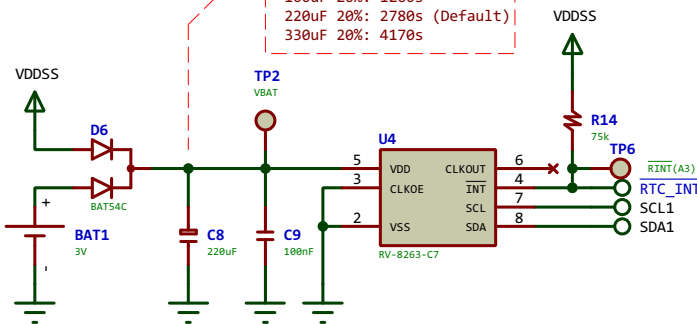 220uF 20%: 2780s (Default)
330uF 20%: 4170s
VDDSS
VDDSS
TP2
VBAT
D6
BAT54C
R14
75k
TP6
RINT(A3)
U4
5
VDD
CLKOUT
6
3
CLKOE
INT
4
RTC_INT
SCL
7
SCL1
2
VSS
SDA
8
SDA1
RV-8263-C7
+
BAT1
3V
-
C8
220uF
C9
100nF